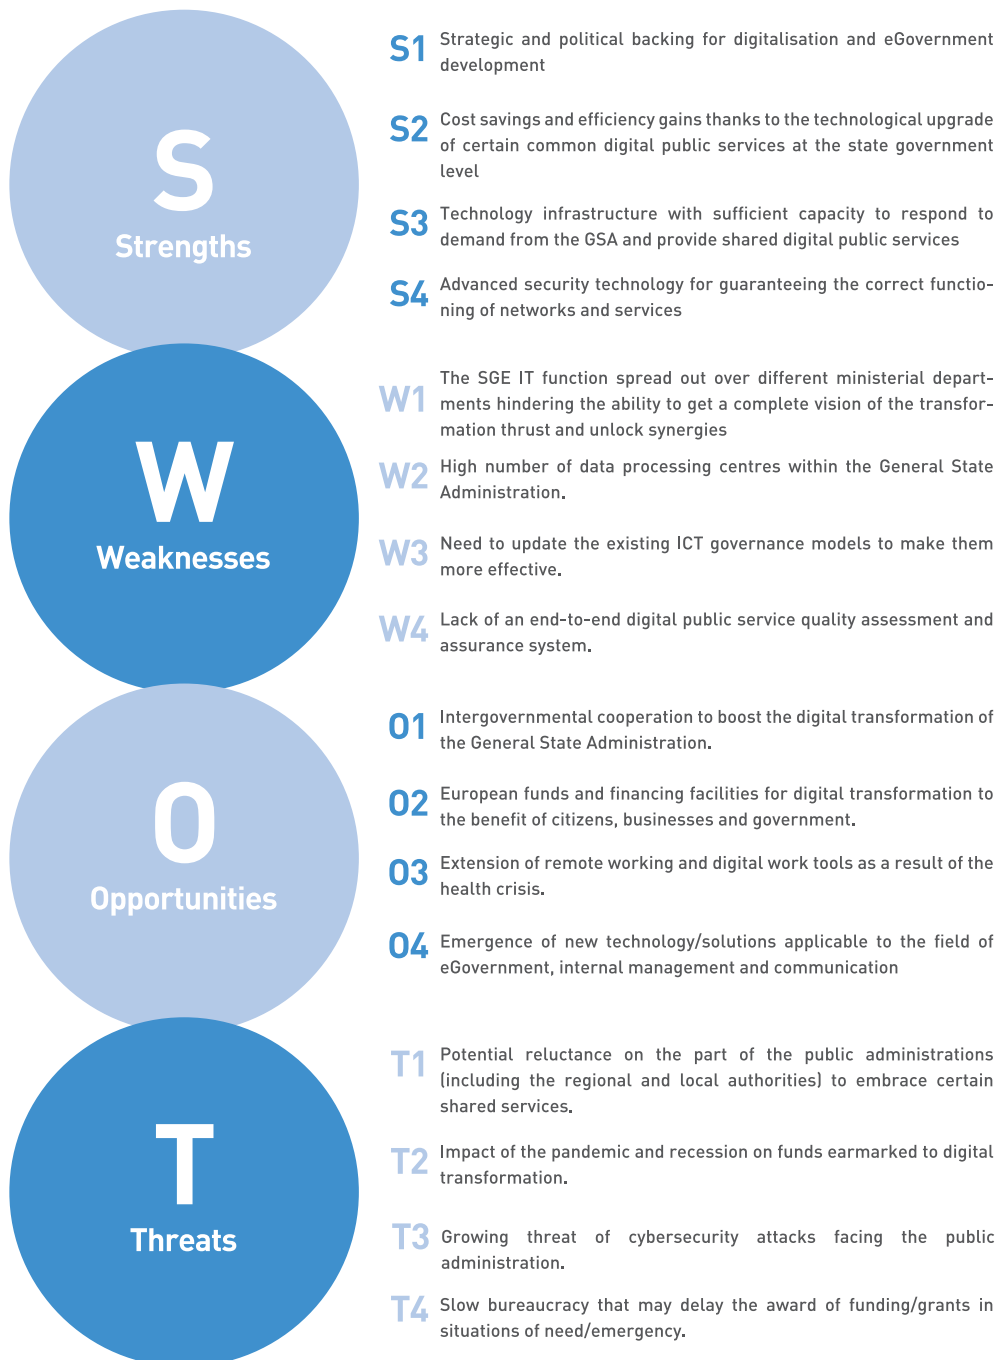 S
Strengths
S1 Strategic and political backing for digitalisation and eGovernment
development
S2 Cost savings and efficiency gains thanks to the technological upgrade
of certain common digital public services at the state government
level
S3 Technology infrastructure with sufficient capacity to respond to
demand from the GSA and provide shared digital public services
S4 Advanced security technology for guaranteeing the correct functio-
ning of networks and services
W
Weaknesses
W1 The SGE IT function spread out over different ministerial depart-
ments hindering the ability to get a complete vision of the transfor-
mation thrust and unlock synergies
W2 High number of data processing centres within the General State
Administration.
W3 Need to update the existing ICT governance models to make them
more effective.
W4 Lack of an end-to-end digital public service quality assessment and
assurance system.
O
Opportunities
O1 Intergovernmental cooperation to boost the digital transformation of
the General State Administration.
O2 European funds and financing facilities for digital transformation to
the benefit of citizens, businesses and government.
O3 Extension of remote working and digital work tools as a result of the
health crisis.
O4 Emergence of new technology/solutions applicable to the field of
eGovernment, internal management and communication
T
Threats
T1 Potential reluctance on the part of the public administrations
(including the regional and local authorities) to embrace certain
shared services.
T2 Impact of the pandemic and recession on funds earmarked to digital
transformation.
T3 Growing threat of cybersecurity attacks facing the public
administration.
T4 Slow bureaucracy that may delay the award of funding/grants in
situations of need/emergency.